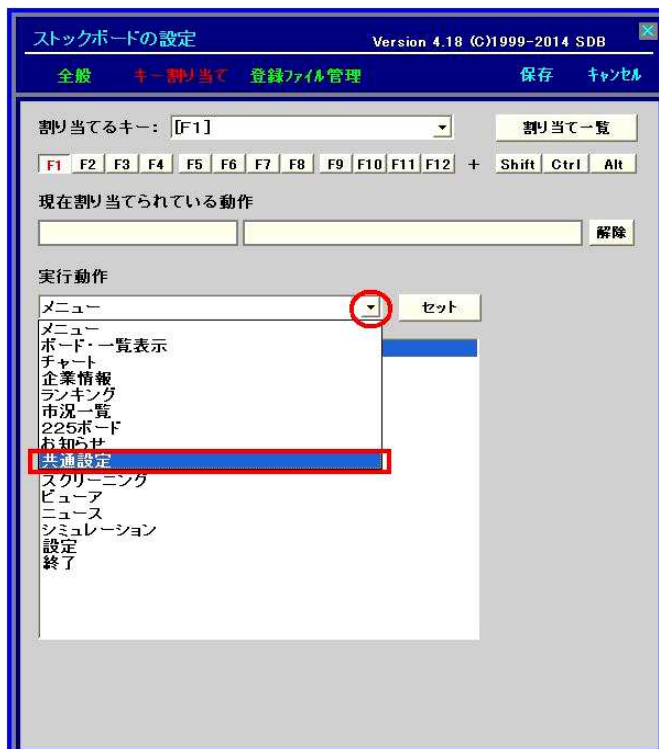 ストックボードの設定 Version 4.18 (C)1999-2014 SDB
全般 キー割り当て 登録ファイル管理 保存 キャンセル
割り当てるキー： [F1] 割り当て一覧
F1 F2 F3 F4 F5 F6 F7 F8 F9 F10 F11 F12 + Shift Ctrl Alt
現在割り当てられている動作
解除
実行動作
メニュー セット
メニュー
ボード・一覧表示
チャート
企業情報
ランキング
市況一覧
225ボード
お知らせ
共通設定
スクリーニング
ビューア
ニュース
シミュレーション
設定
終了